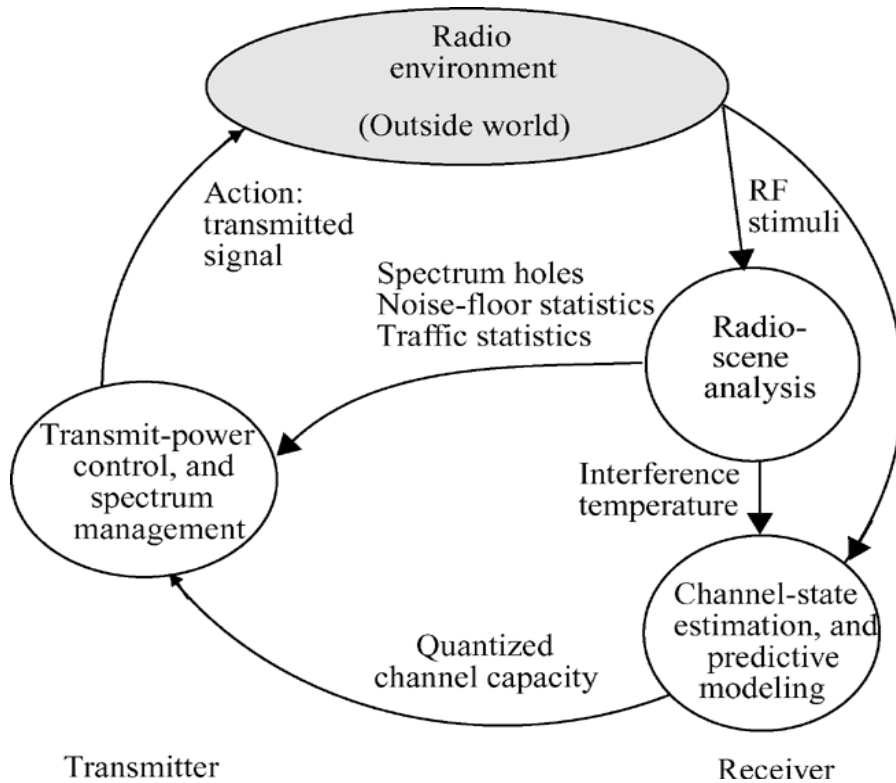 Radio
environment
(Outside world)
Action:
transmitted
signal
RF
stimuli
Spectrum holes
Noise-floor statistics
Traffic statistics
Radio-
scene
analysis
Transmit-power
control, and
spectrum
management
Interference
temperature
Channel-state
estimation, and
predictive
modeling
Quantized
channel capacity
Transmitter
Receiver